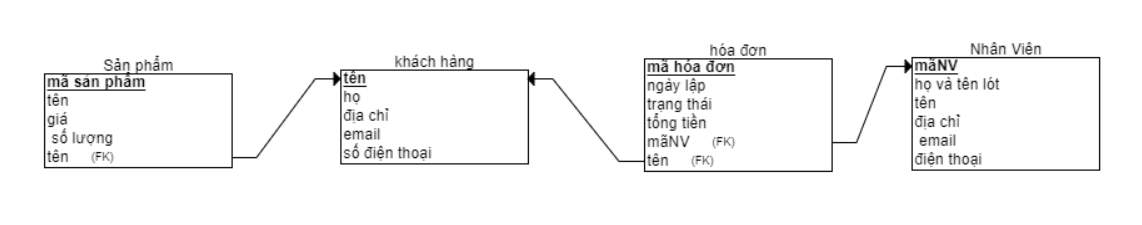 Sản phẩm
mã sản phẩm
tên
giá
số lượng
tên (FK)
khách hàng
tên
họ
địa chỉ
email
số điện thoại
hóa đơn
mã hóa đơn
ngày lập
trạng thái
tổng tiền
mãNV (FK)
tên (FK)
Nhân Viên
mãNV
họ và tên lót
tên
địa chỉ
email
điện thoại